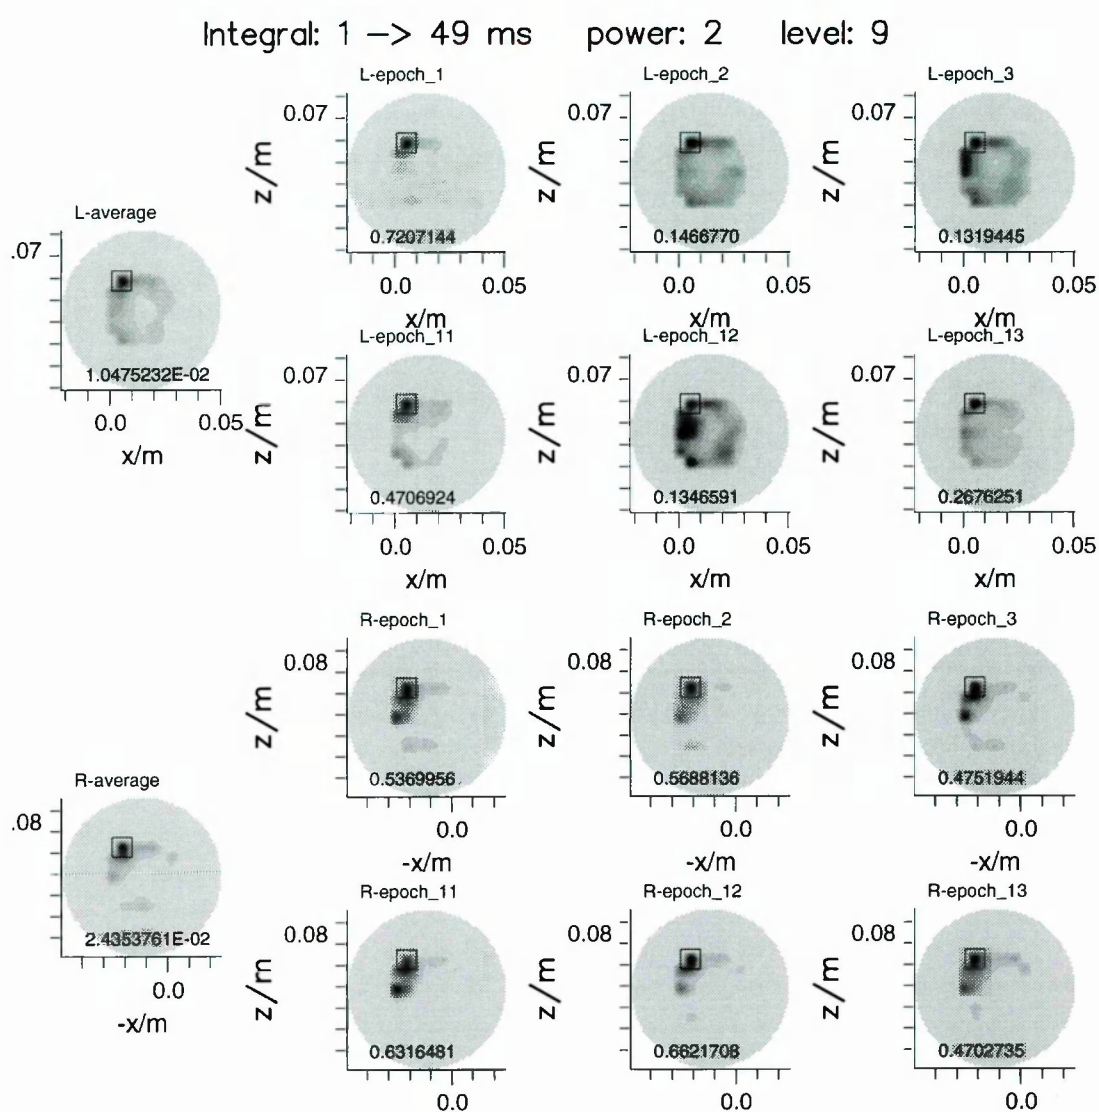 Integral: 1 -> 49 ms power: 2 level: 9
L-epoch_1 L-epoch_2 L-epoch_3
0.07 0.07 0.07
z/m z/m z/m
L-average
0.7207144 0.1466770 0.1319445
.07
0.0 0.05 0.0 0.05 0.0 0.05
x/m x/m x/m
L-epoch_11 L-epoch_12 L-epoch_13
1.0475232E-02
0.07 0.07 0.07
0.0 0.05
z/m z/m z/m
x/m
0.4706924 0.1346591 0.2676251
0.0 0.05 0.0 0.05 0.0 0.05
x/m x/m x/m
R-epoch_1 R-epoch_2 R-epoch_3
0.08 0.08 0.08
z/m z/m z/m
R-average
0.5369956 0.5688136 0.4751944
.08
0.0 0.0 0.0
-x/m -x/m -x/m
R-epoch_11 R-epoch_12 R-epoch_13
2.4353761E-02
0.08 0.08 0.08
0.0
z/m z/m z/m
-x/m
0.6316481 0.6621708 0.4702735
0.0 0.0 0.0